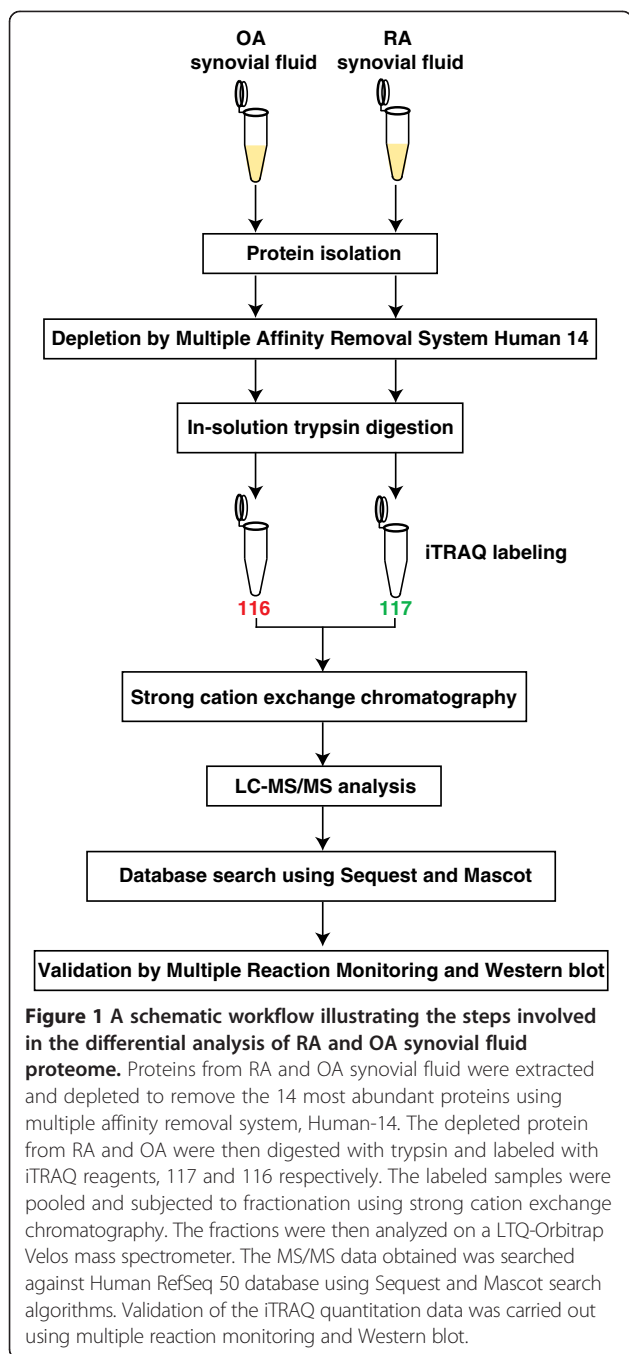 OA
synovial fluid
RA
synovial fluid
Protein isolation
Depletion by Multiple Affinity Removal System Human 14
In-solution trypsin digestion
iTRAQ labeling
116
117
Strong cation exchange chromatography
LC-MS/MS analysis
Database search using Sequest and Mascot
Validation by Multiple Reaction Monitoring and Western blot
Figure 1 A schematic workflow illustrating the steps involved
in the differential analysis of RA and OA synovial fluid
proteome. Proteins from RA and OA synovial fluid were extracted
and depleted to remove the 14 most abundant proteins using
multiple affinity removal system, Human-14. The depleted protein
from RA and OA were then digested with trypsin and labeled with
iTRAQ reagents, 117 and 116 respectively. The labeled samples were
pooled and subjected to fractionation using strong cation exchange
chromatography. The fractions were then analyzed on a LTQ-Orbitrap
Velos mass spectrometer. The MS/MS data obtained was searched
against Human RefSeq 50 database using Sequest and Mascot search
algorithms. Validation of the iTRAQ quantitation data was carried out
using multiple reaction monitoring and Western blot.